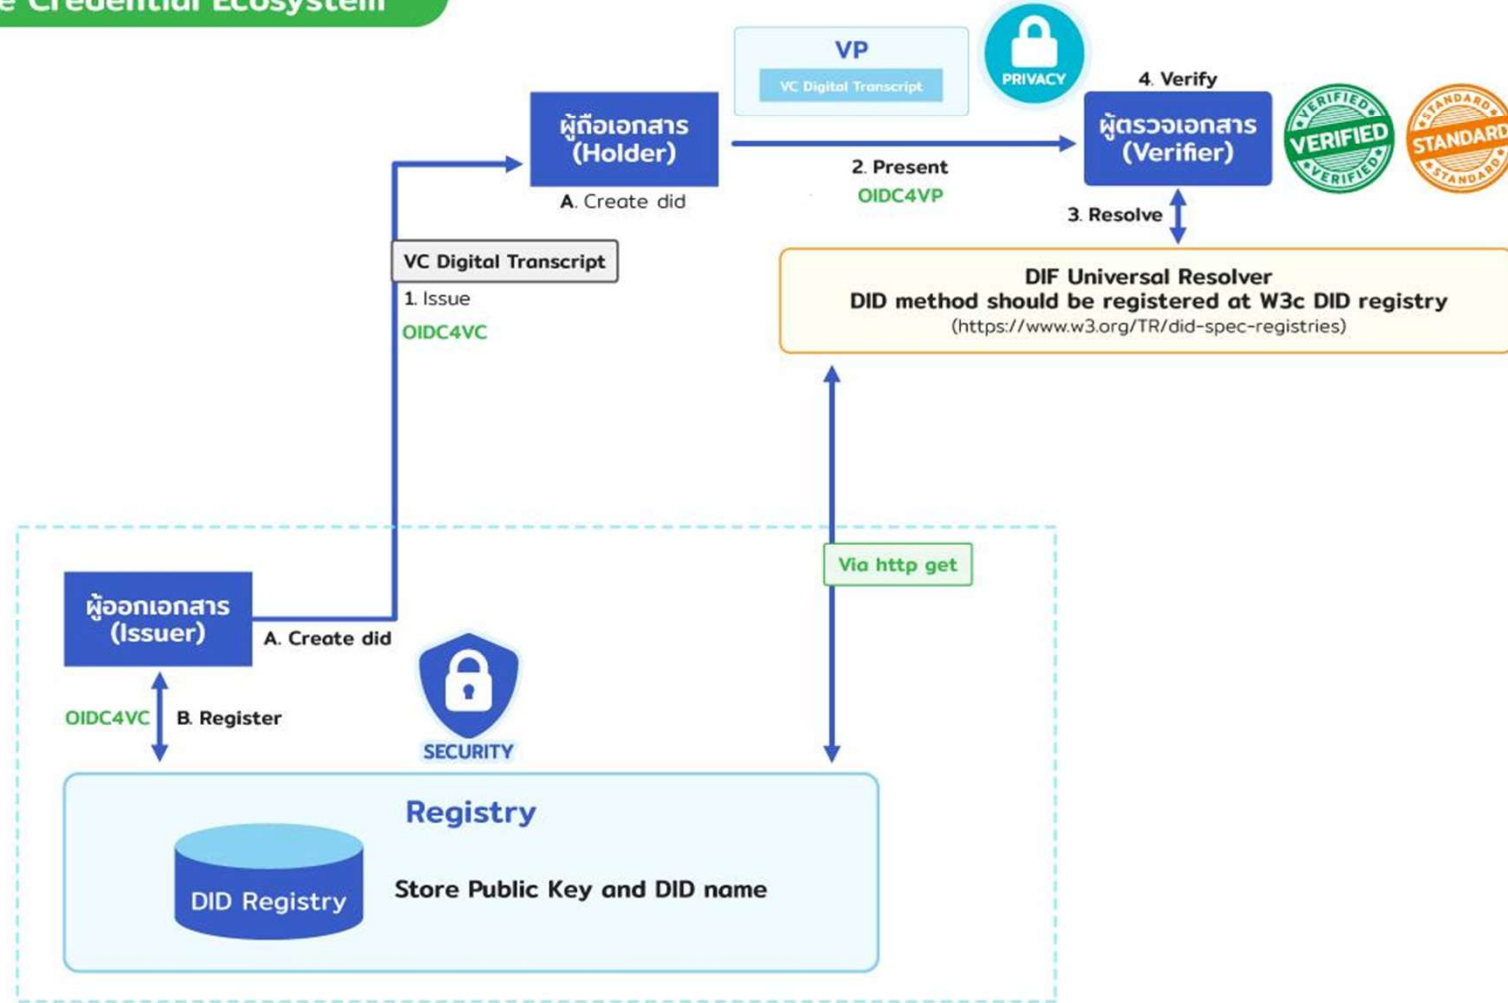 e Credential Ecosystem
VP
VC Digital Transcript
PRIVACY
4. Verify
ผู้ถือเอกสาร
(Holder)
A. Create did
2. Present
OIDC4VP
ผู้ตรวจเอกสาร
(Verifier)
VERIFIED
VERIFIED
VERIFIED
STANDARD
STANDARD
STANDARD
3. Resolve
VC Digital Transcript
1. Issue
OIDC4VC
DIF Universal Resolver
DID method should be registered at W3c DID registry
(https://www.w3.org/TR/did-spec-registries)
Via http get
ผู้ออกเอกสาร
(Issuer)
A. Create did
OIDC4VC
B. Register
SECURITY
Registry
DID Registry
Store Public Key and DID name